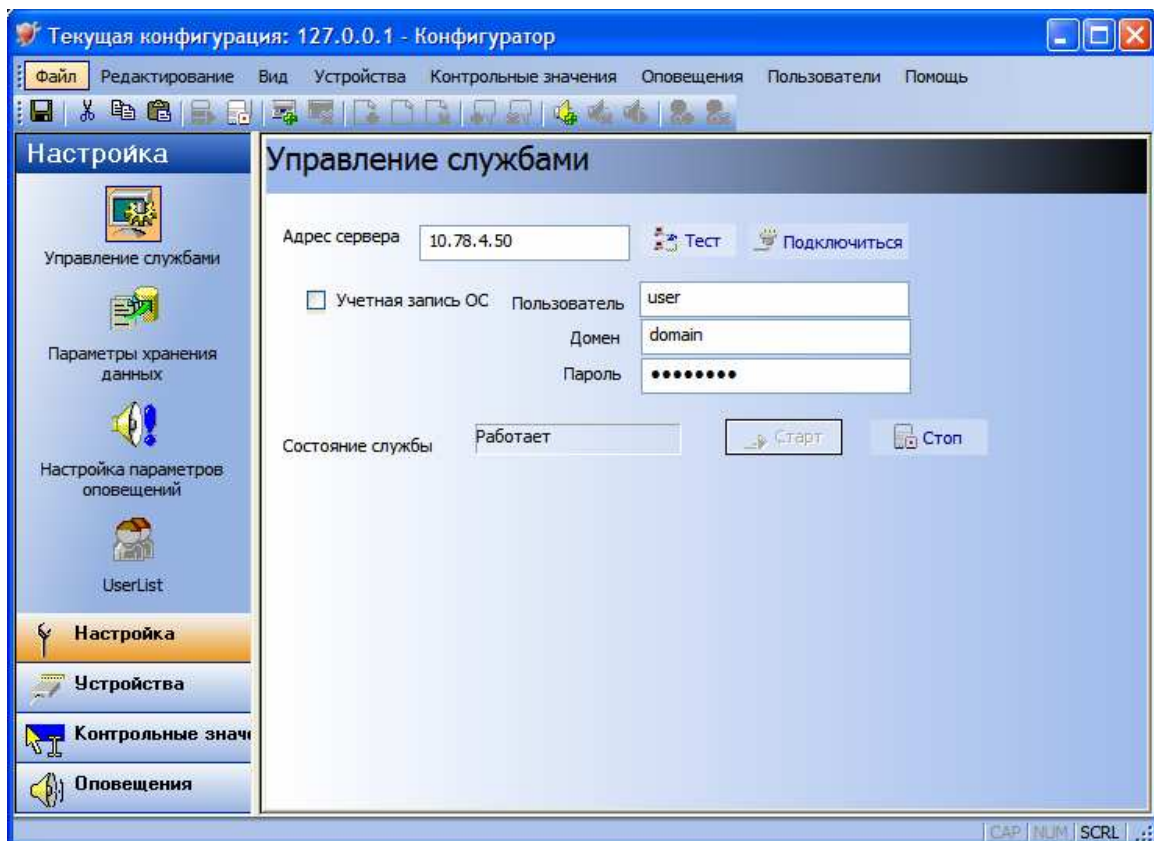 Текущая конфигурация: 127.0.0.1 - Конфигуратор
Файл Редактирование Вид Устройства Контрольные значения Оповещения Пользователи Помощь
Настройка
Управление службами
Параметры хранения
данных
Настройка параметров
оповещений
UserList
Настройка
Устройства
Контрольные знач
Оповещения
Управление службами
Адрес сервера 10.78.4.50 Тест Подключиться
Учетная запись ОС Пользователь user
Домен domain
Пароль ••••••••
Состояние службы Работает Старт Стоп
CAP NUM SCRL